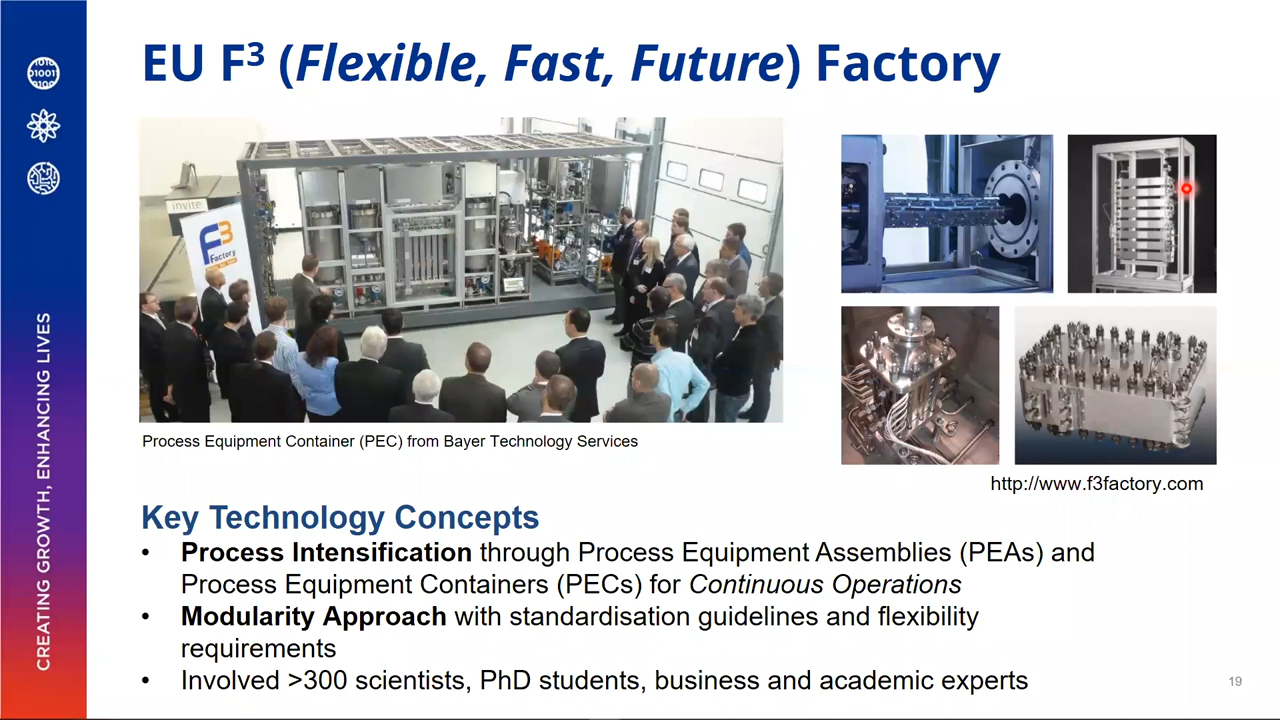 EU F³ (Flexible, Fast, Future) Factory
invite
F3
Factory
Process Equipment Container (PEC) from Bayer Technology Services
http://www.f3factory.com
Key Technology Concepts
• Process Intensification through Process Equipment Assemblies (PEAs) and
Process Equipment Containers (PECs) for Continuous Operations
• Modularity Approach with standardisation guidelines and flexibility
requirements
• Involved >300 scientists, PhD students, business and academic experts
CREATING GROWTH, ENHANCING LIVES
19